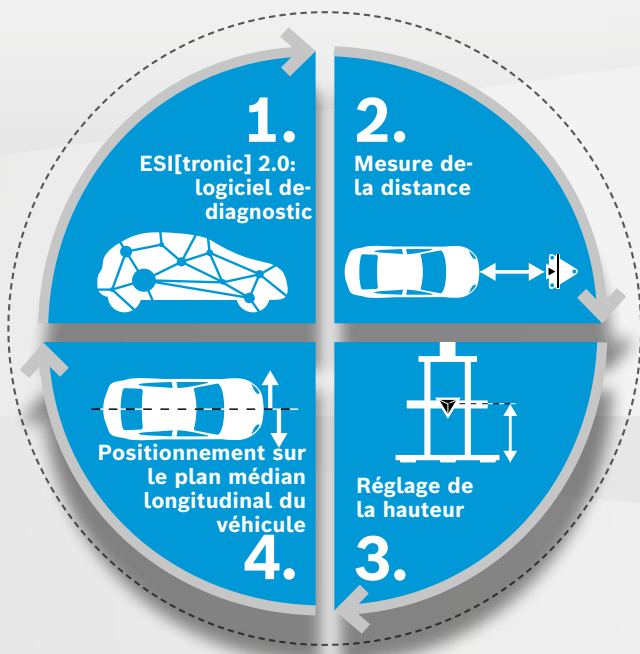 1.
ESI[tronic] 2.0:
logiciel de-
diagnostic
2.
Mesure de-
la distance
Réglage de
la hauteur
3.
Positionnement sur
le plan médian
longitudinal du
véhicule
4.